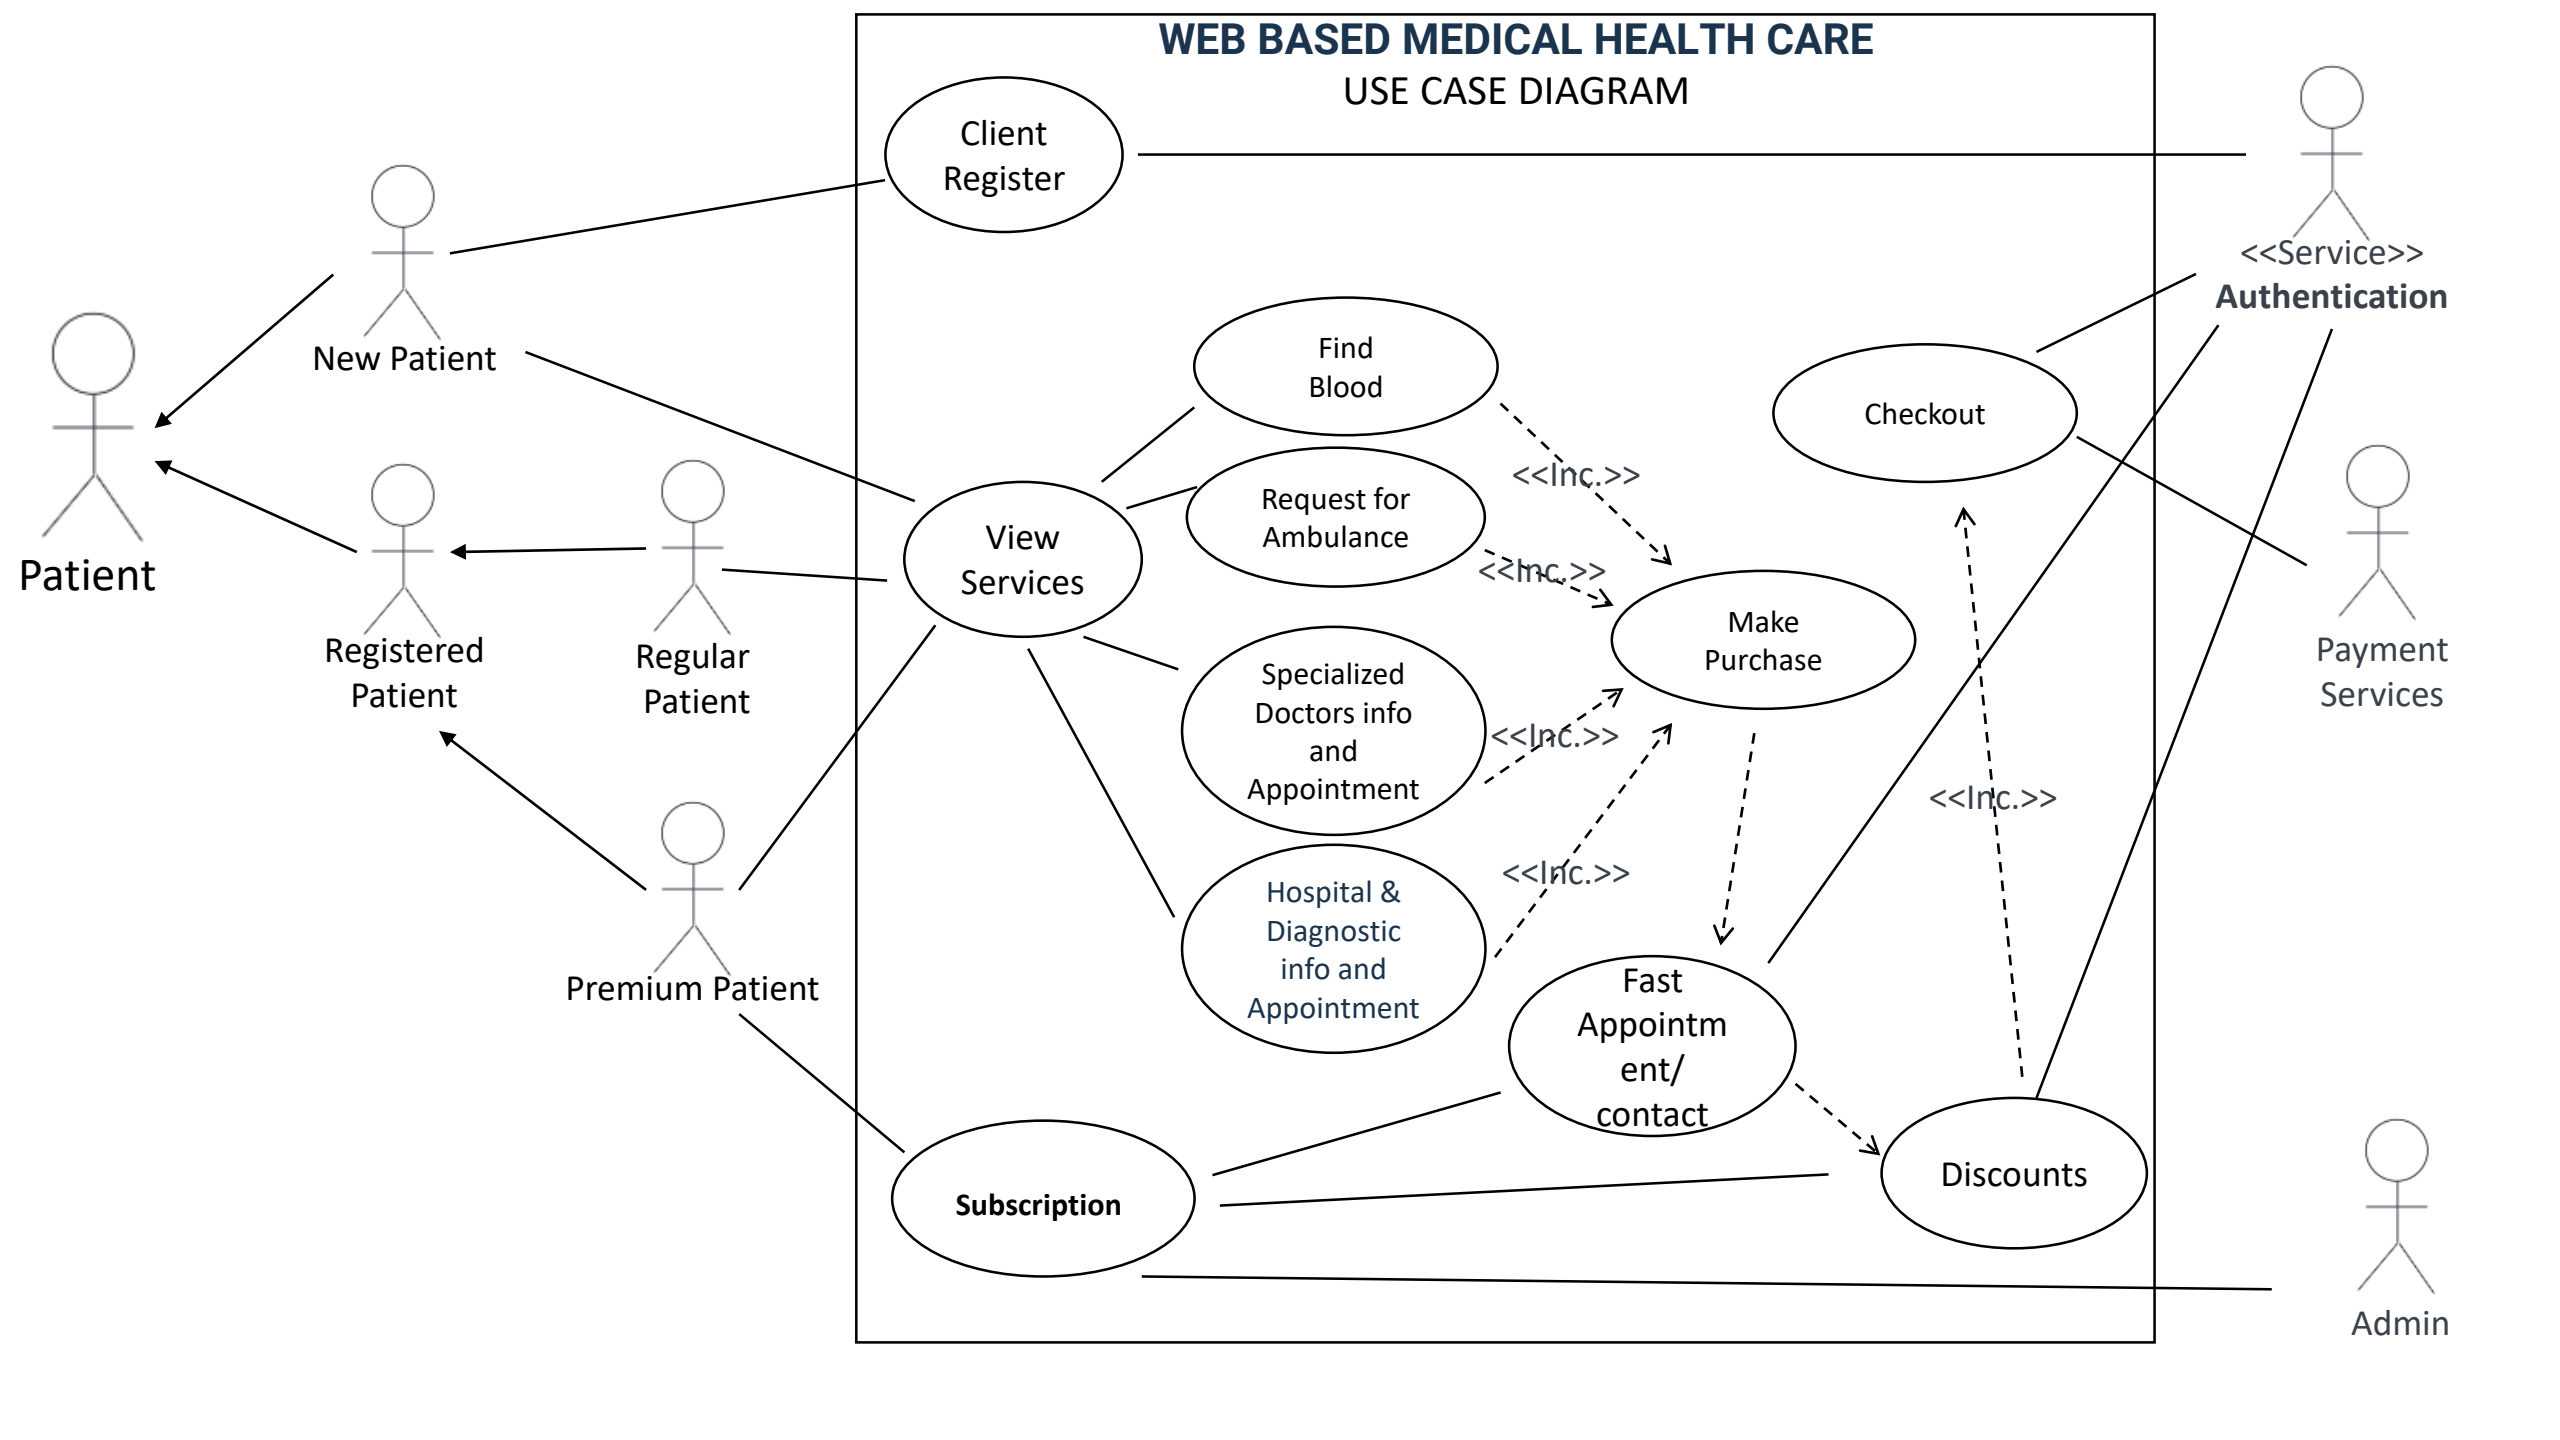 WEB BASED MEDICAL HEALTH CARE
USE CASE DIAGRAM
Client
Register
<<Service>>
Authentication
New Patient
Patient
Registered
Patient
Regular
Patient
Premium Patient
View
Services
Find
Blood
Request for
Ambulance
Specialized
Doctors info
and
Appointment
Hospital &
Diagnostic
info and
Appointment
<<Inc.>>
<<Inc.>>
<<Inc.>>
<<Inc.>>
Make
Purchase
Checkout
<<Inc.>>
Payment
Services
Fast
Appointm
ent/
contact
Subscription
Discounts
Admin